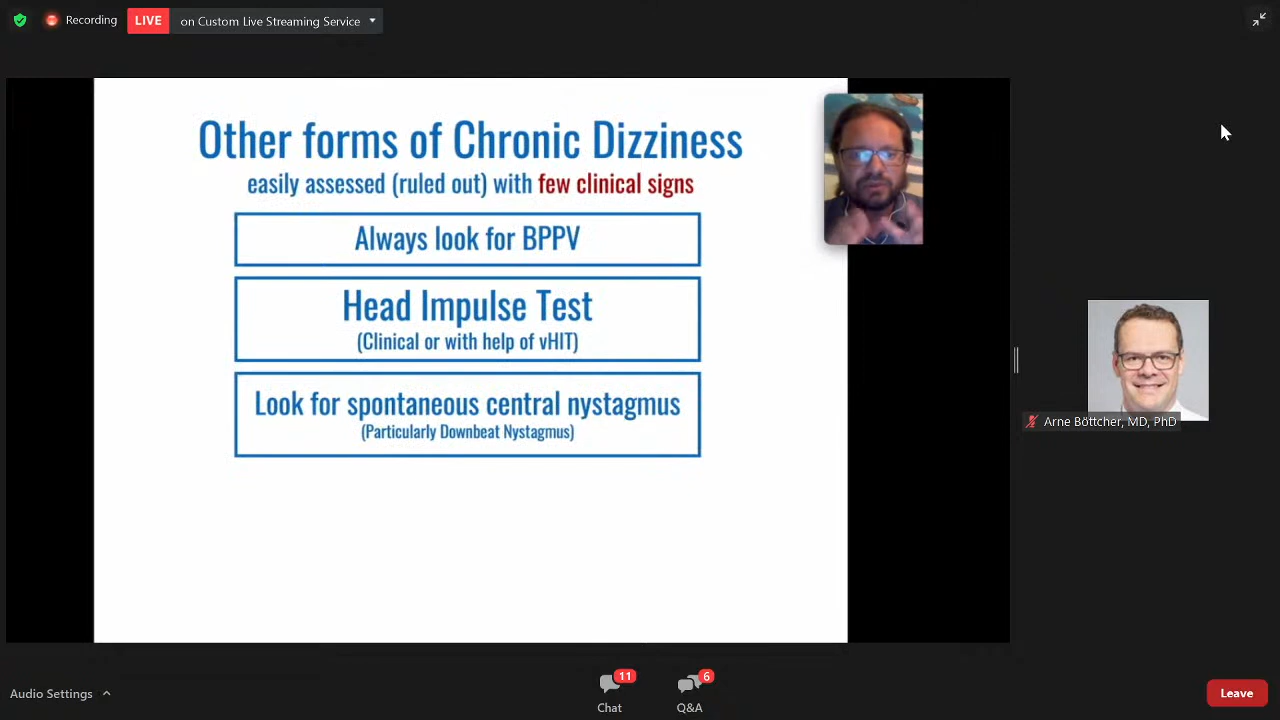 Recording
LIVE
on Custom Live Streaming Service
Other forms of Chronic Dizziness
easily assessed (ruled out) with few clinical signs
Always look for BPPV
Head Impulse Test
(Clinical or with help of vHIT)
Look for spontaneous central nystagmus
(Particularly Downbeat Nystagmus)
Arne Böttcher, MD, PhD
Audio Settings
11
Chat
6
Q&A
Leave